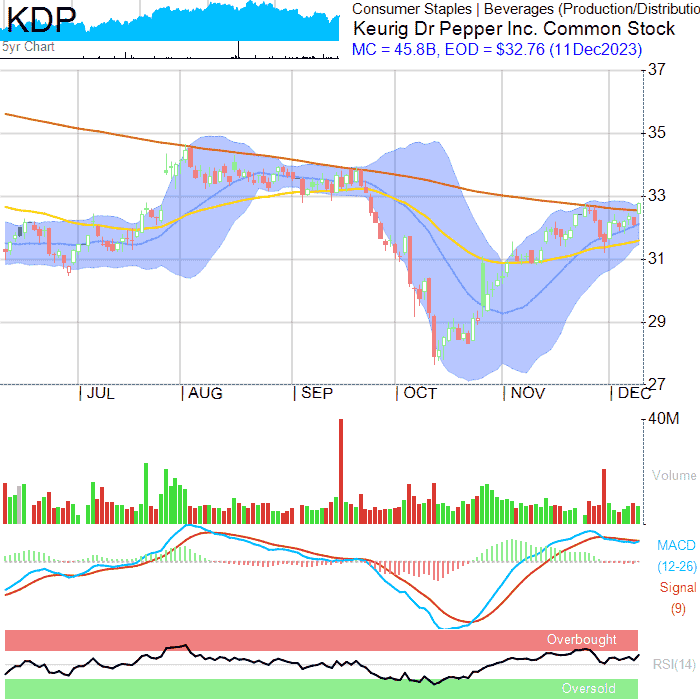 KDP
5yr Chart
Consumer Staples | Beverages (Production/Distributio
Keurig Dr Pepper Inc. Common Stock
MC = 45.8B, EOD = $32.76 (11Dec2023)
37
35
33
31
29
27
JUL AUG SEP OCT NOV DEC
40M
Volume
MACD
(12-26)
Signal
(9)
Overbought
RSI(14)
Oversold